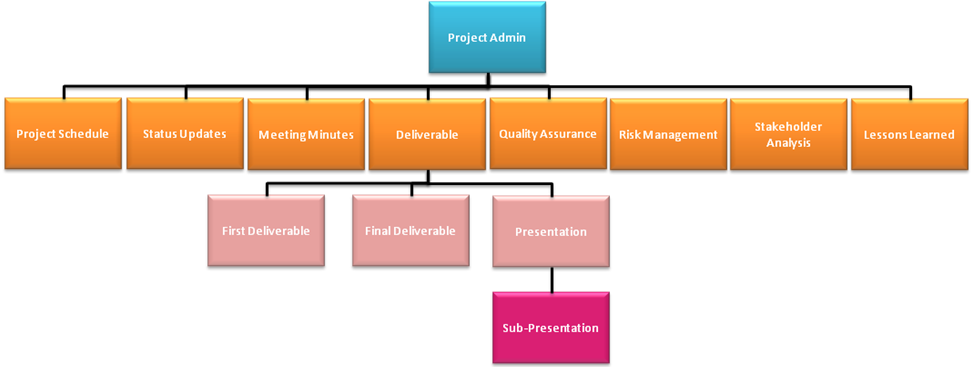 Project Admin
Project Schedule
Status Updates
Meeting Minutes
Deliverable
Quality Assurance
Risk Management
Stakeholder
Analysis
Lessons Learned
First Deliverable
Final Deliverable
Presentation
Sub-Presentation